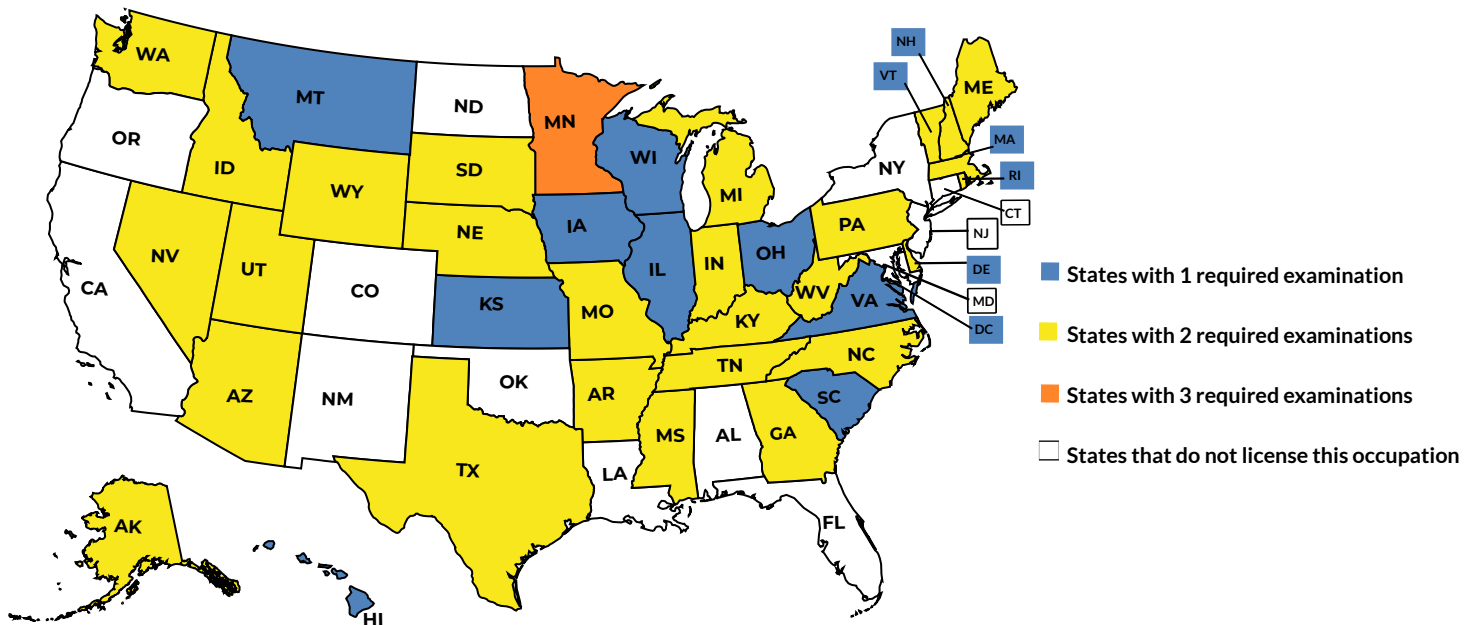 WA
MT
ND
MN
OR
ID
WY
SD
WI
MI
NY
ME
NH
VT
MA
RI
CT
NJ
DE
MD
DC
NV
UT
CA
CO
NE
KS
IA
IL
IN
OH
PA
WV
VA
MO
KY
NC
TN
SC
AZ
NM
OK
AR
MS
AL
GA
TX
LA
FL
AK
HI
States with 1 required examination
States with 2 required examinations
States with 3 required examinations
States that do not license this occupation